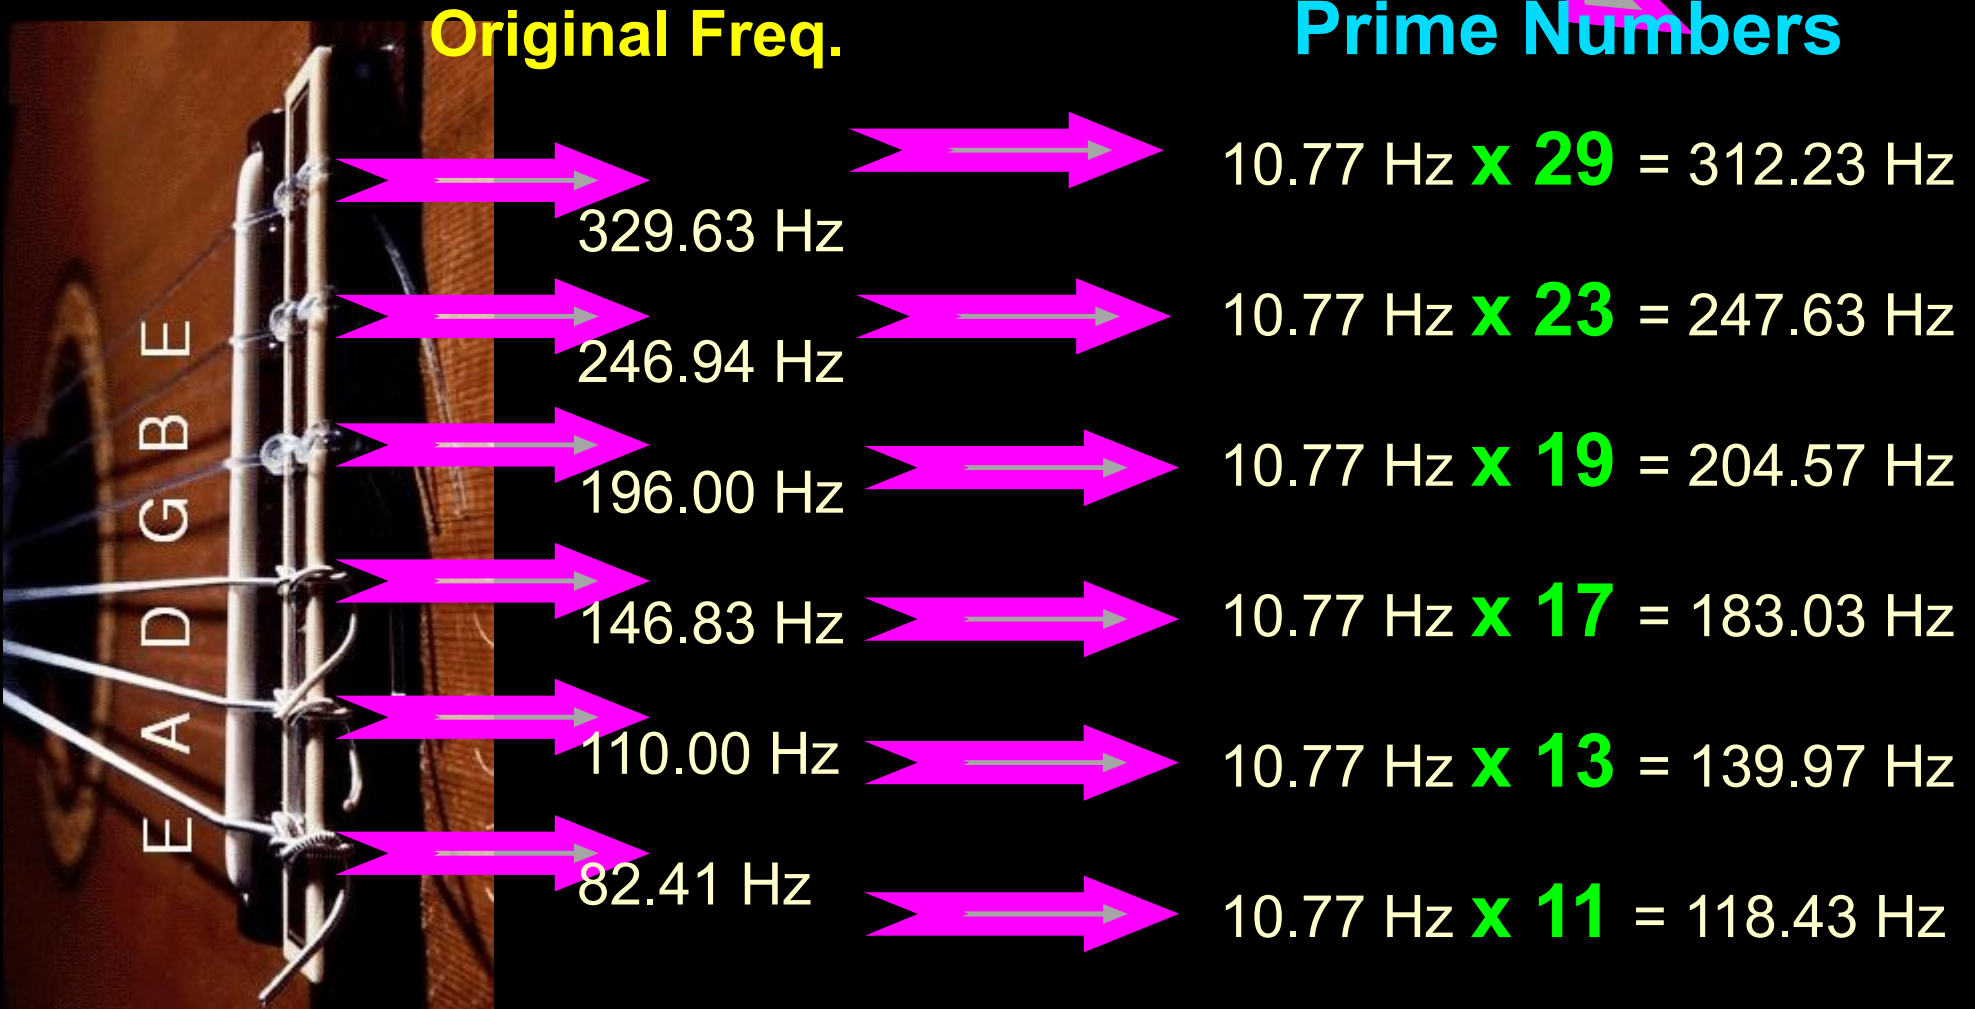 Original Freq.
Prime Numbers
E
B
G
D
A
E
329.63 Hz
246.94 Hz
196.00 Hz
146.83 Hz
110.00 Hz
82.41 Hz
10.77 Hz x 29 = 312.23 Hz
10.77 Hz x 23 = 247.63 Hz
10.77 Hz x 19 = 204.57 Hz
10.77 Hz x 17 = 183.03 Hz
10.77 Hz x 13 = 139.97 Hz
10.77 Hz x 11 = 118.43 Hz